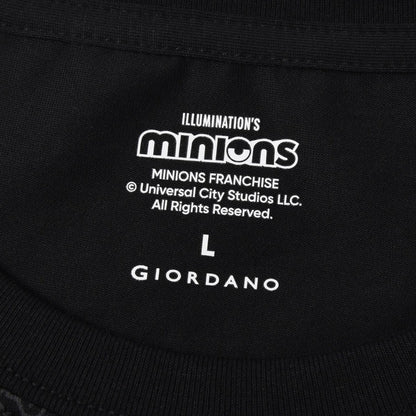 ILLUMINATION'S
minions
MINIONS FRANCHISE
© Universal City Studios LLC.
All Rights Reserved.
L
GIORDANO